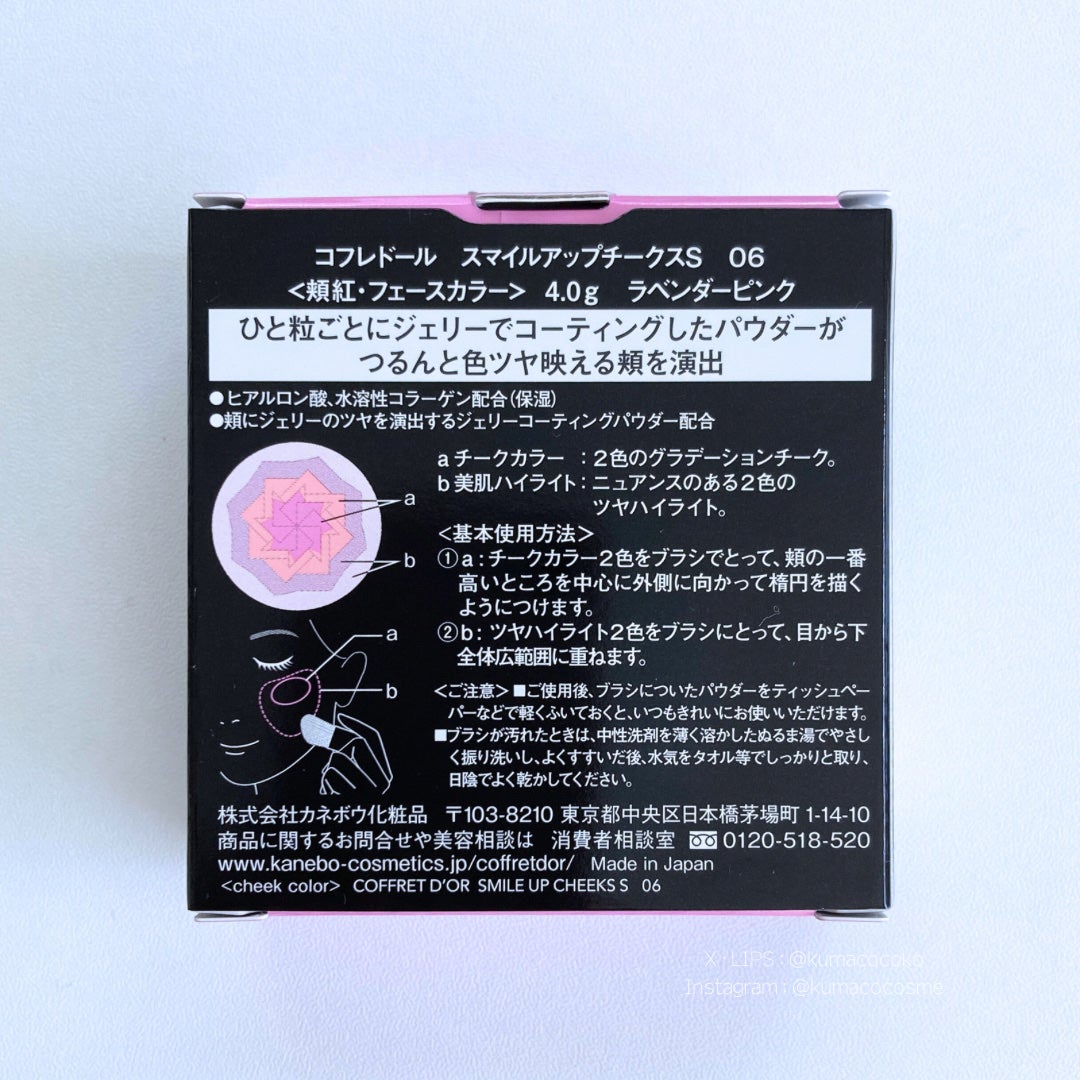 コフレドール　スマイルアップチークスS　06
＜頬紅・フェースカラー＞　4.0g　ラベンダーピンク
ひと粒ごとにジェリーでコーティングしたパウダーが
つるんと色ツヤ映える頬を演出
●ヒアルロン酸、水溶性コラーゲン配合（保湿）
●頬にジェリーのツヤを演出するジェリーコーティングパウダー配合
a チークカラー　：２色のグラデーションチーク。
b 美肌ハイライト：ニュアンスのある２色の
ツヤハイライト。
a
b
＜基本使用方法＞
①a：チークカラー２色をブラシでとって、頬の一番
高いところを中心に外側に向かって楕円を描く
ようにつけます。
②b：ツヤハイライト２色をブラシにとって、目から下
全体広範囲に重ねます。
a
b
＜ご注意＞■ご使用後、ブラシについたパウダーをティッシュペー
パーなどで軽くふいておくと、いつもきれいにお使いいただけます。
■ブラシが汚れたときは、中性洗剤を薄く溶かしたぬるま湯でやさし
く振り洗いし、よくすすいだ後、水気をタオル等でしっかりと取り、
日陰でよく乾かしてください。
株式会社カネボウ化粧品　〒103-8210 東京都中央区日本橋茅場町 1-14-10
商品に関するお問合せや美容相談は　消費者相談室　0120-518-520
www.kanebo-cosmetics.jp/coffretdor/　Made in Japan
<cheek color>　COFFRET D'OR SMILE UP CHEEKS S　06
X・LIPS : @kumacocoko
Instagram : @kumacocosme